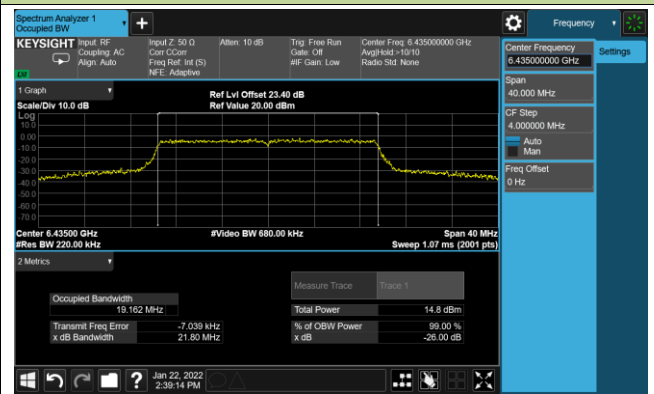 Spectrum Analyzer 1
Occupied BW
Frequency
KEYSIGHT
Input: RF
Coupling: AC
Align: Auto
Input Z: 50 Ω
Corr CCorr
Freq Ref: Int (S)
NFE: Adaptive
Atten: 10 dB
Trig: Free Run
Gate: Off
#IF Gain: Low
Center Freq: 6.435000000 GHz
Avg|Hold:>10/10
Radio Std: None
Center Frequency
6.435000000 GHz
Settings
Span
40.000 MHz
CF Step
4.000000 MHz
Auto
Man
Freq Offset
0 Hz
1 Graph
Scale/Div 10.0 dB
Ref Lvl Offset 23.40 dB
Ref Value 20.00 dBm
Log
10.0
0.00
-10.0
-20.0
-30.0
-40.0
-50.0
-60.0
-70.0
Center 6.43500 GHz
#Res BW 220.00 kHz
#Video BW 680.00 kHz
Span 40 MHz
Sweep 1.07 ms (2001 pts)
2 Metrics
Measure Trace
Trace 1
Occupied Bandwidth
19.162 MHz
Total Power
14.8 dBm
Transmit Freq Error
-7.039 kHz
% of OBW Power
99.00 %
x dB Bandwidth
21.80 MHz
x dB
-26.00 dB
Jan 22, 2022
2:39:14 PM